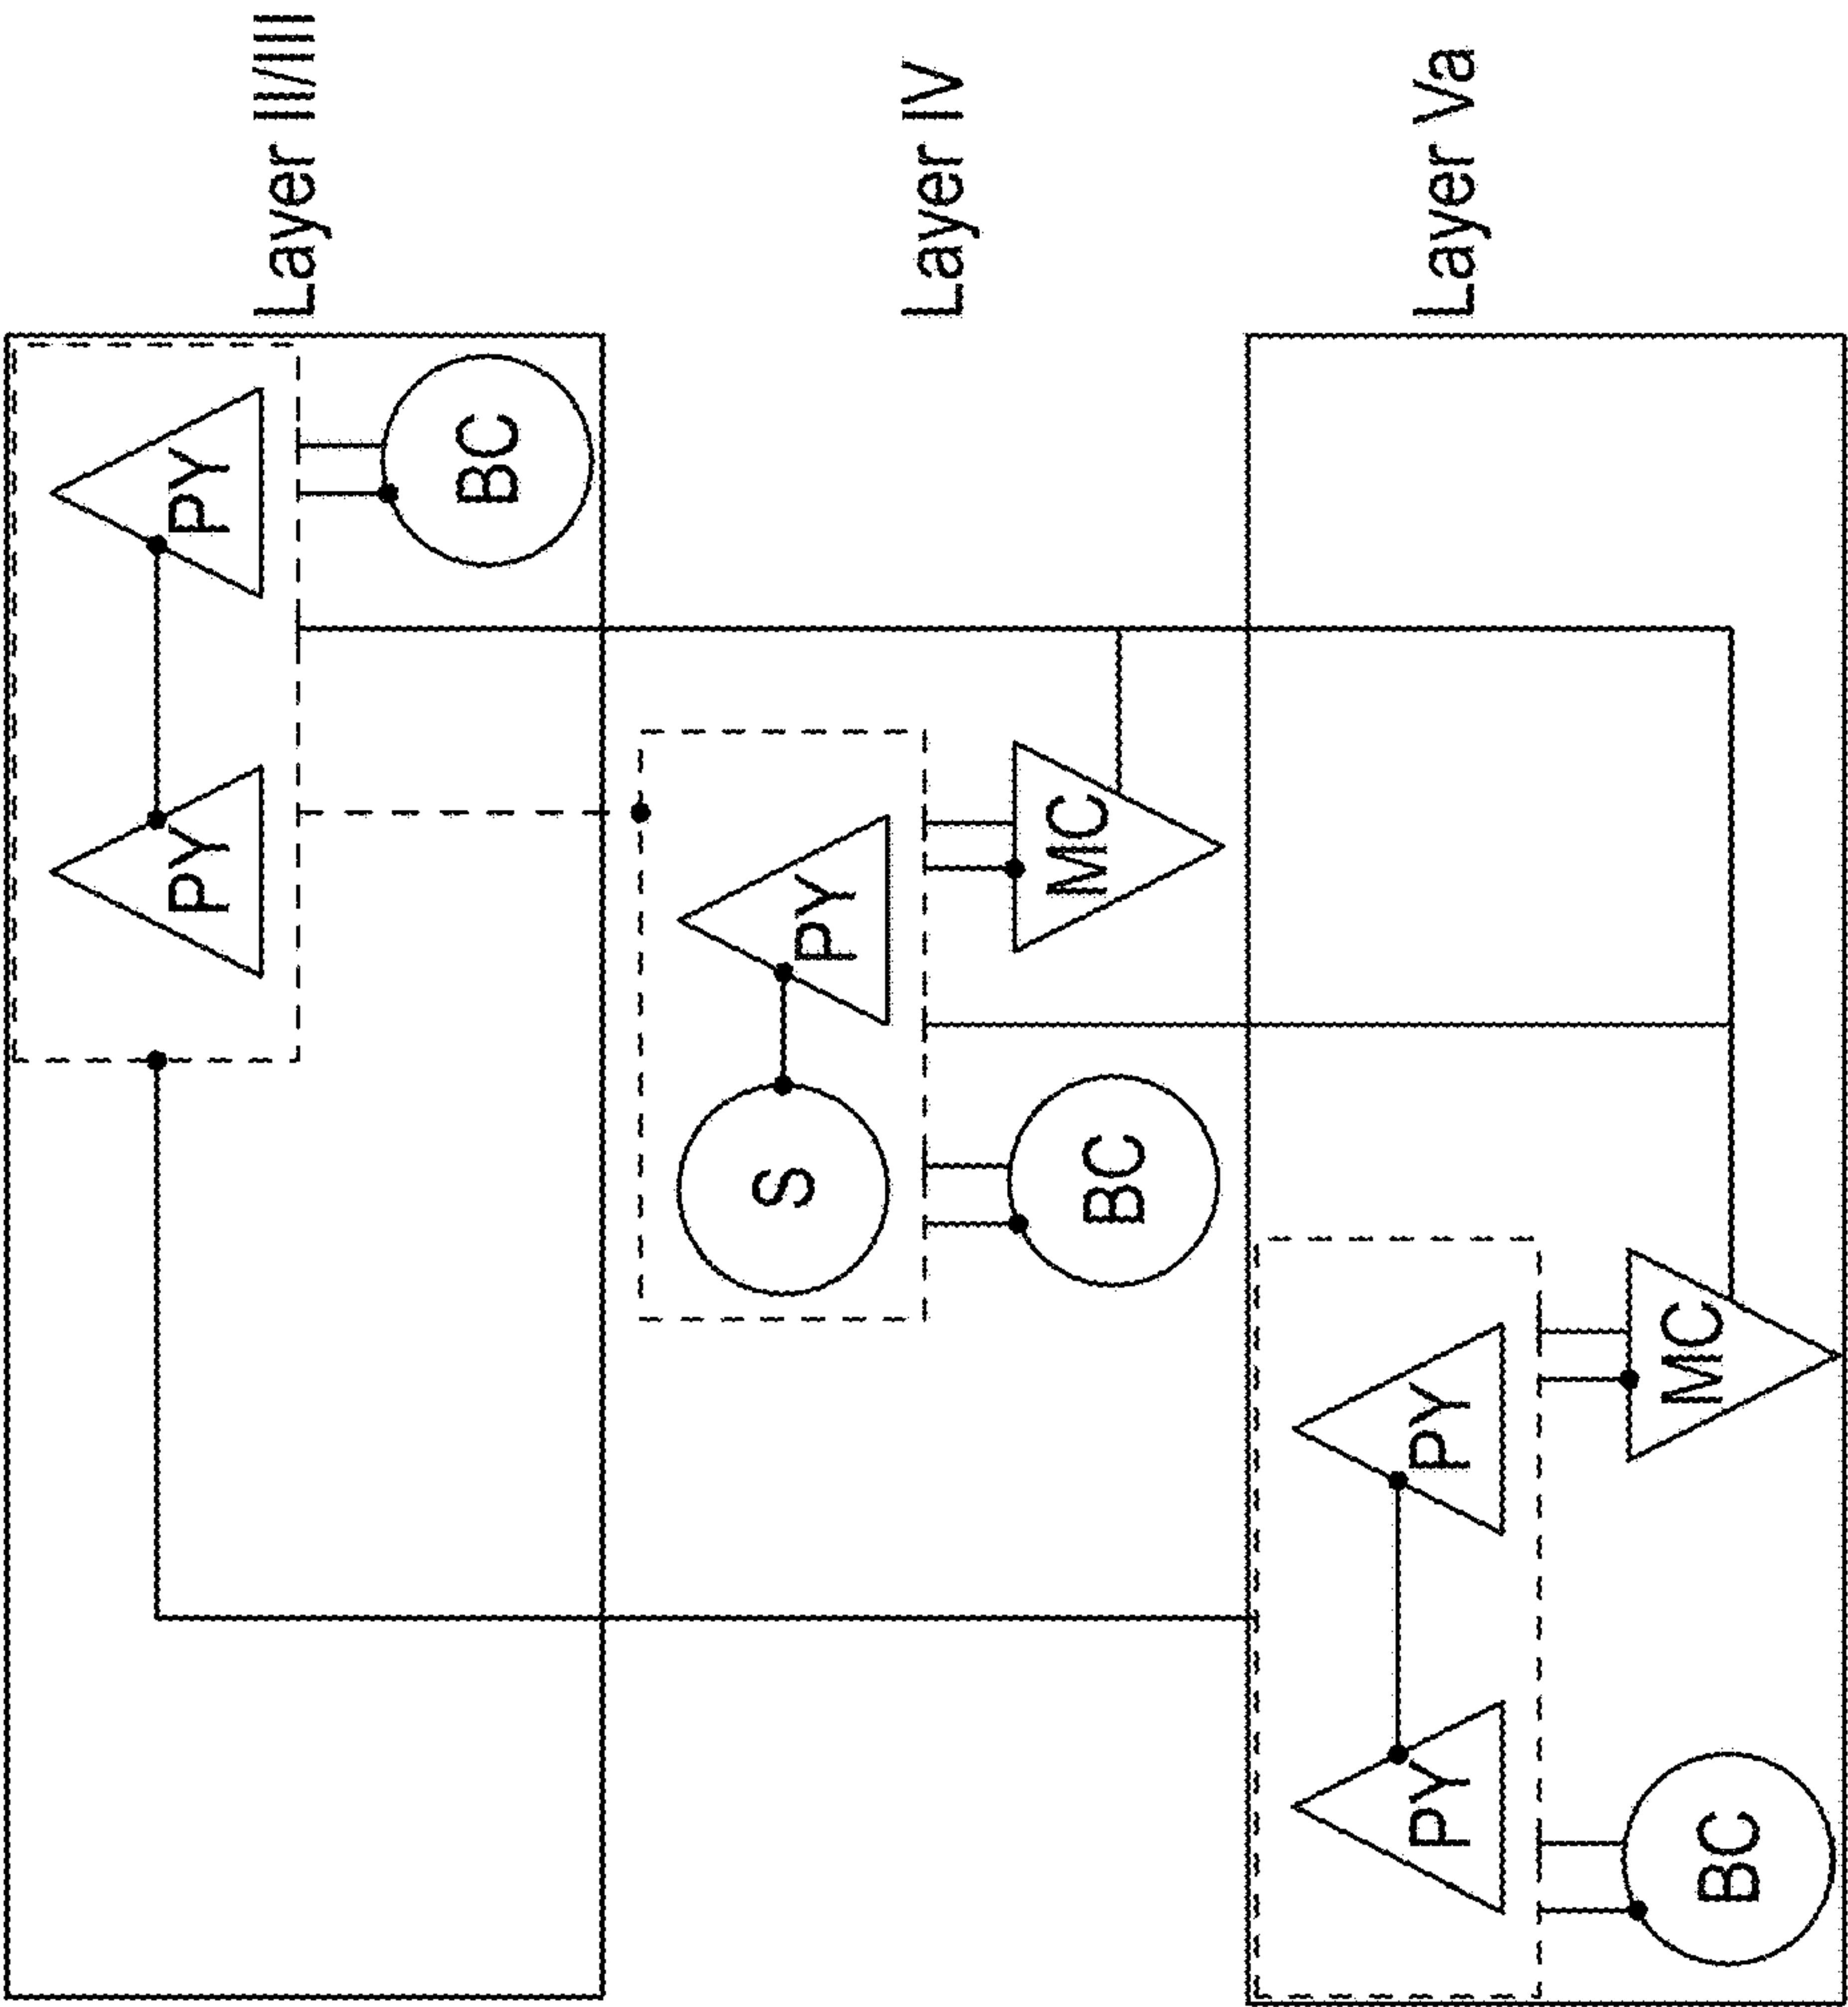 Layer II/III
PY
PY
BC
Layer IV
S
PY
BC
MC
Layer Va
PY
PY
BC
MC